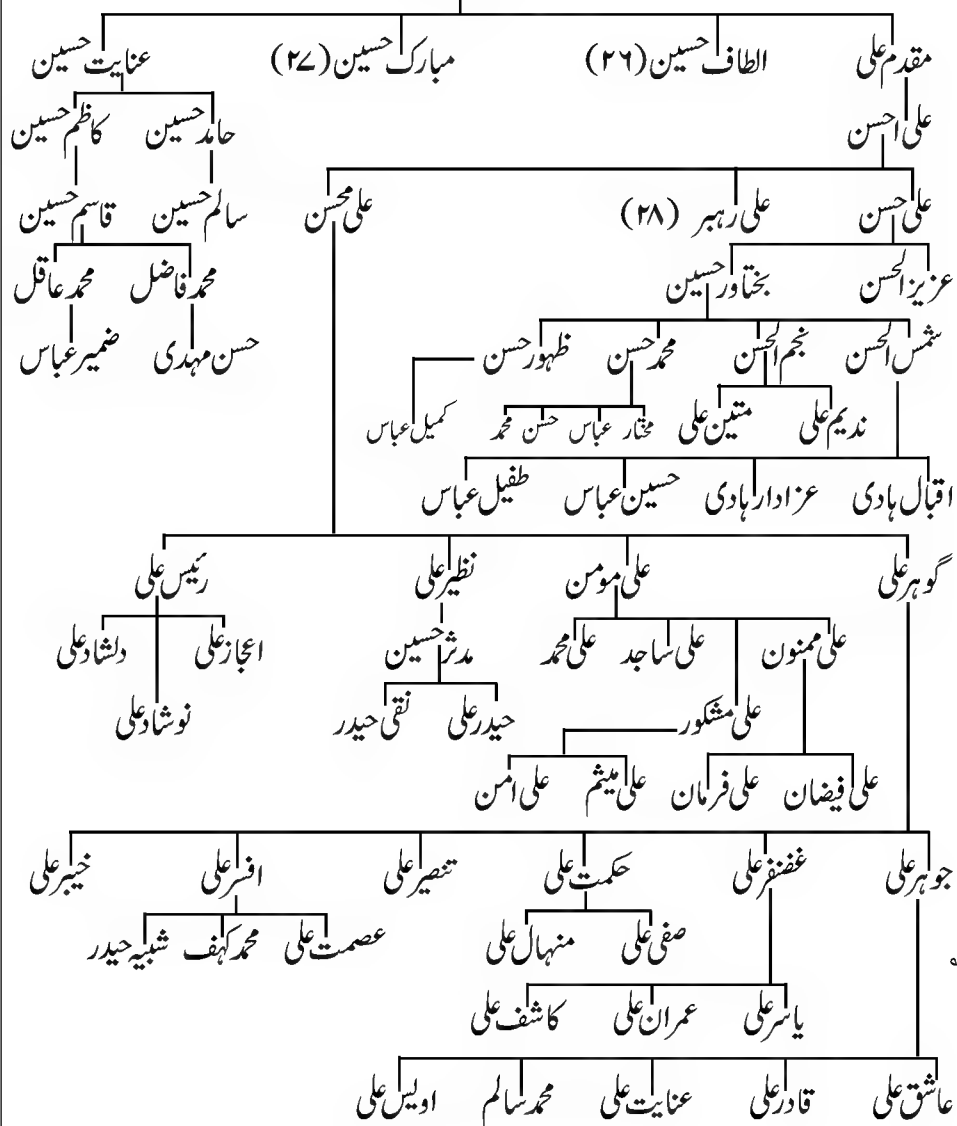 مقدم علی الطاف حسین (۲۶) مبارک حسین (۲۷) عنایت حسین
علی احسن حامد حسین کاظم حسین
علی حسن علی رہبر (۲۸) علی محسن سالم حسین قاسم حسین
عزیز الحسن بختاور حسین محمد فاضل محمد عاقل
شمس الحسن نجم الحسن محمد حسن ظہور حسن حسن مہدی ضمیر عباس
ندیم علی متین علی مختار عباس حسن محمد کمیل عباس
اقبال ہادی عزادار ہادی حسین عباس طفیل عباس
گوہر علی علی مومن نظیر علی رئیس علی
علی ممنون علی ساجد علی محمد مدثر حسین اعجاز علی دلشاد علی
علی مشکور حیدر علی نقی حیدر نوشاد علی
علی فیضان علی فرمان علی میثم علی امن
جوہر علی غضنفر علی حکمت علی تنصیر علی افسر علی خیبر علی
صفی علی منہال علی عصمت علی محمد کہف شبیہ حیدر
یاسر علی عمران علی کاشف علی
عاشق علی قادر علی عنایت علی محمد سالم اویس علی